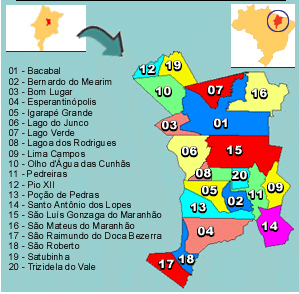 01 - Bacabal
02 - Bernardo do Mearim
03 - Bom Lugar
04 - Esperantinópolis
05 - Igarapé Grande
06 - Lago do Junco
07 - Lago Verde
08 - Lagoa dos Rodrigues
09 - Lima Campos
10 - Olho d'Água das Cunhãs
11 - Pedreiras
12 - Pio XII
13 - Poção de Pedras
14 - Santo Antônio dos Lopes
15 - São Luís Gonzaga do Maranhão
16 - São Mateus do Maranhão
17 - São Raimundo do Doca Bezerra
18 - São Roberto
19 - Satubinha
20 - Trizidela do Vale
12
19
10
07
16
03
01
06
15
08
20
11
05
09
13
02
04
14
17
18